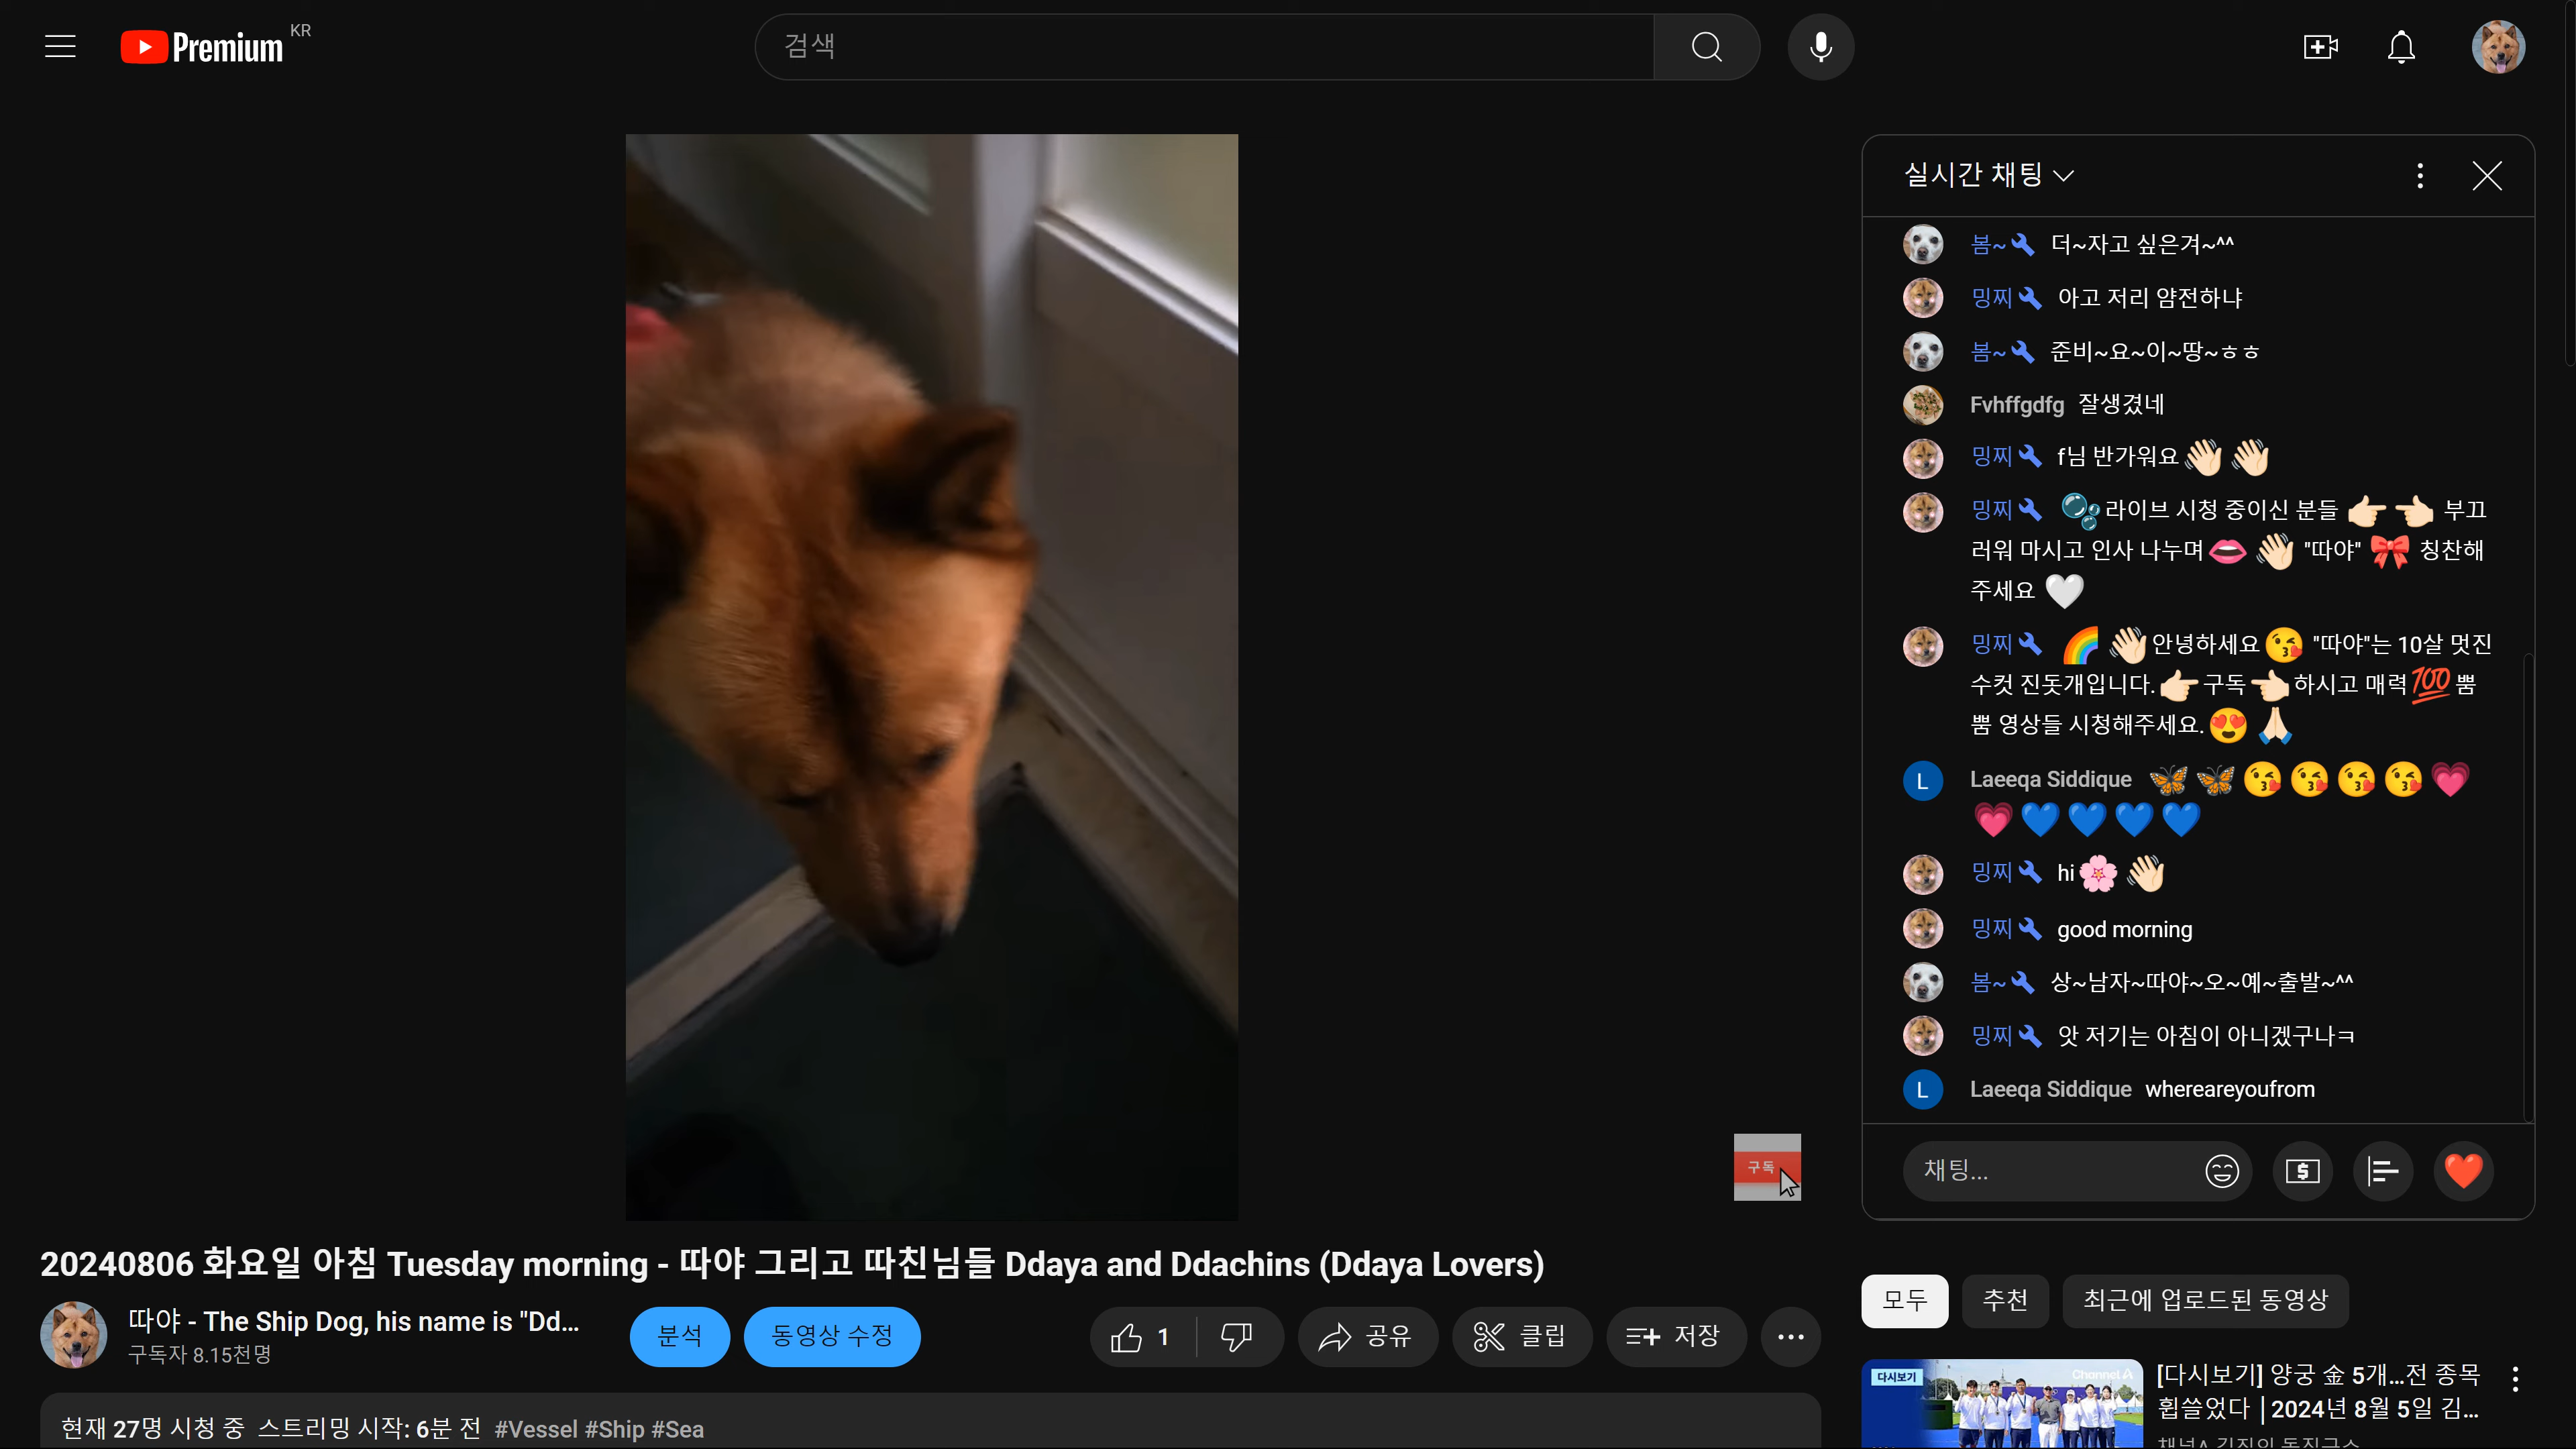 Premium KR
검색
실시간 채팅
봄~ 더~자고 싶은겨~^^
밍찌 아고 저리 얌전하냐
봄~ 준비~요~이~땅~ㅎㅎ
Fvhffgdfg 잘생겼네
밍찌 f님 반가워요👋🏻👋🏻
밍찌 🫧라이브 시청 중이신 분들 👉🏻👈🏻 부끄
러워 마시고 인사 나누며👄👋🏻 "따야" 🎀 칭찬해
주세요 🤍
밍찌 🌈👋🏻안녕하세요😘 "따야"는 10살 멋진
수컷 진돗개입니다.👉🏻구독👈🏻하시고 매력💯뿜
뿜 영상들 시청해주세요.😍🙏🏻
Laeeqa Siddique 🦋🦋😘😘😘😘💗
💗💙💙💙💙
밍찌 hi🌸👋🏻
밍찌 good morning
봄~ 상~남자~따야~오~예~출발~^^
밍찌 앗 저기는 아침이 아니겠구나ㅋ
L Laeeqa Siddique whereareyoufrom
채팅...
구독
20240806 화요일 아침 Tuesday morning - 따야 그리고 따친님들 Ddaya and Ddachins (Ddaya Lovers)
따야 - The Ship Dog, his name is "Dd...
구독자 8.15천명
분석
동영상 수정
1
공유
클립
저장
현재 27명 시청 중 스트리밍 시작: 6분 전 #Vessel #Ship #Sea
모두
추천
최근에 업로드된 동영상
다시보기
Channel A
[다시보기] 양궁 金 5개...전 종목
휩쓸었다 | 2024년 8월 5일 김...